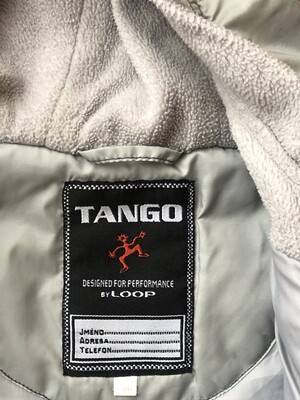 TANGO
DESIGNED FOR PERFORMANCE
BY LOOP
JMÉNO
ADRESA
TELEFON